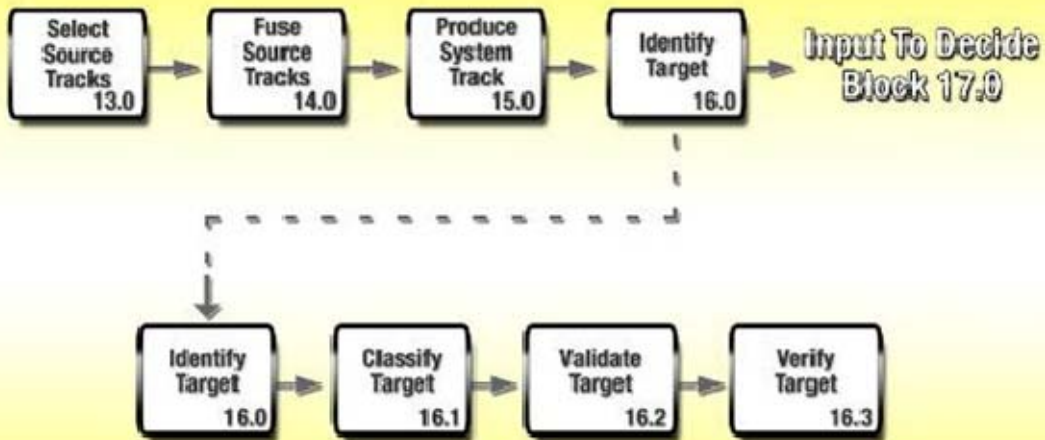 Select
Source
Tracks
13.0
Fuse
Source
Tracks
14.0
Produce
System
Track
15.0
Identify
Target
16.0
Input To Decide
Block 17.0
Identify
Target
16.0
Classify
Target
16.1
Validate
Target
16.2
Verify
Target
16.3